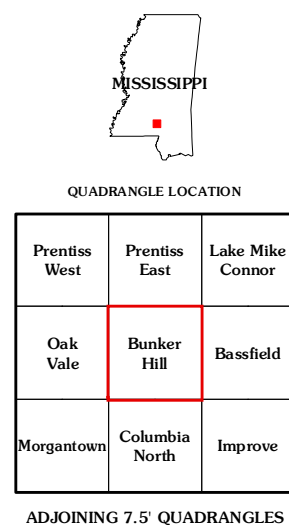 MISSISSIPPI
QUADRANGLE LOCATION
Prentiss
West
Prentiss
East
Lake Mike
Connor
Oak
Vale
Bunker
Hill
Bassfield
Morgantown
Columbia
North
Improve
ADJOINING 7.5' QUADRANGLES